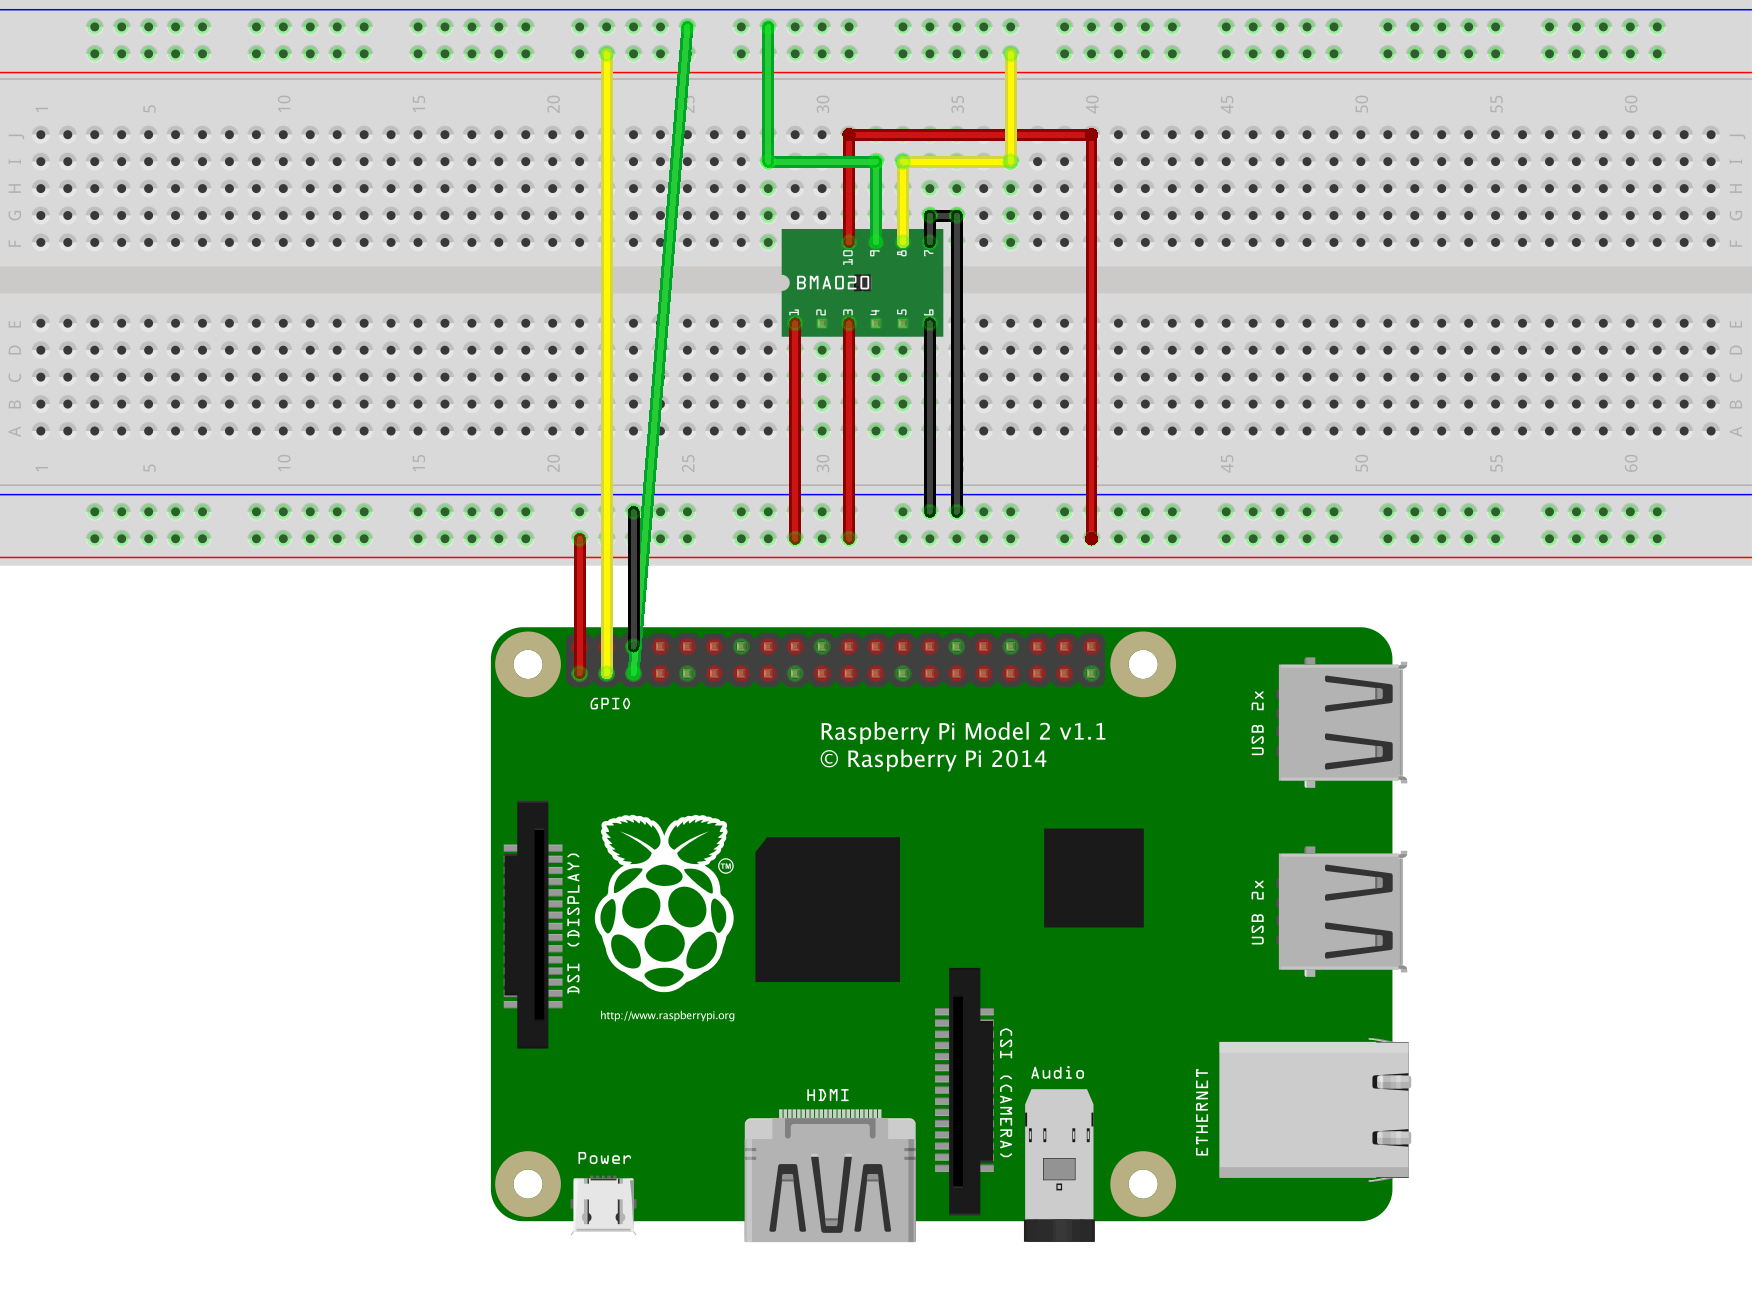 1 5 10 15 20 25 30 35 40 45 50 55 60
J J
I I
H H
G G
F F
10 9 8 7
BMA020
1 2 3 4 5 6
E E
D D
C C
B B
A A
1 5 10 15 20 25 30 35 40 45 50 55 60
GPIO
Raspberry Pi Model 2 v1.1
© Raspberry Pi 2014
USB 2x
TM
DSI (DISPLAY)
USB 2x
http://www.raspberrypi.org
CSI (CAMERA)
Audio
ETHERNET
HDMI
Power